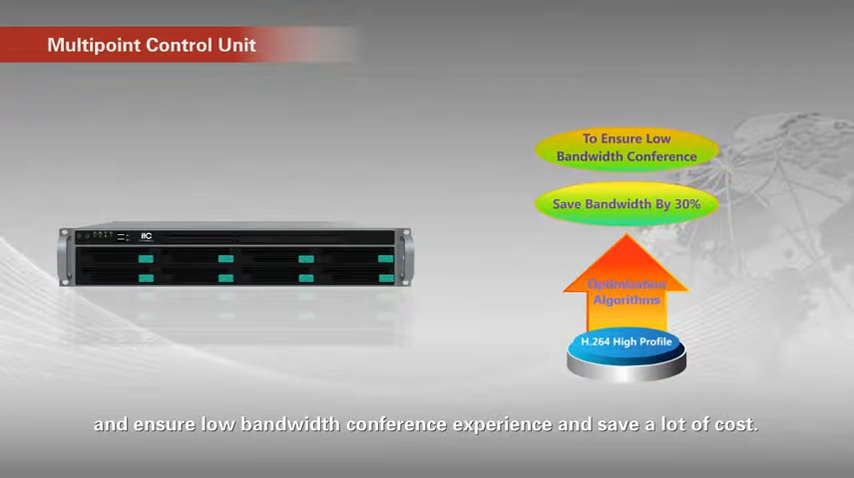 Multipoint Control Unit
To Ensure Low
Bandwidth Conference
Save Bandwidth By 30%
itC
Optimization
Algorithms
H.264 High Profile
and ensure low bandwidth conference experience and save a lot of cost.